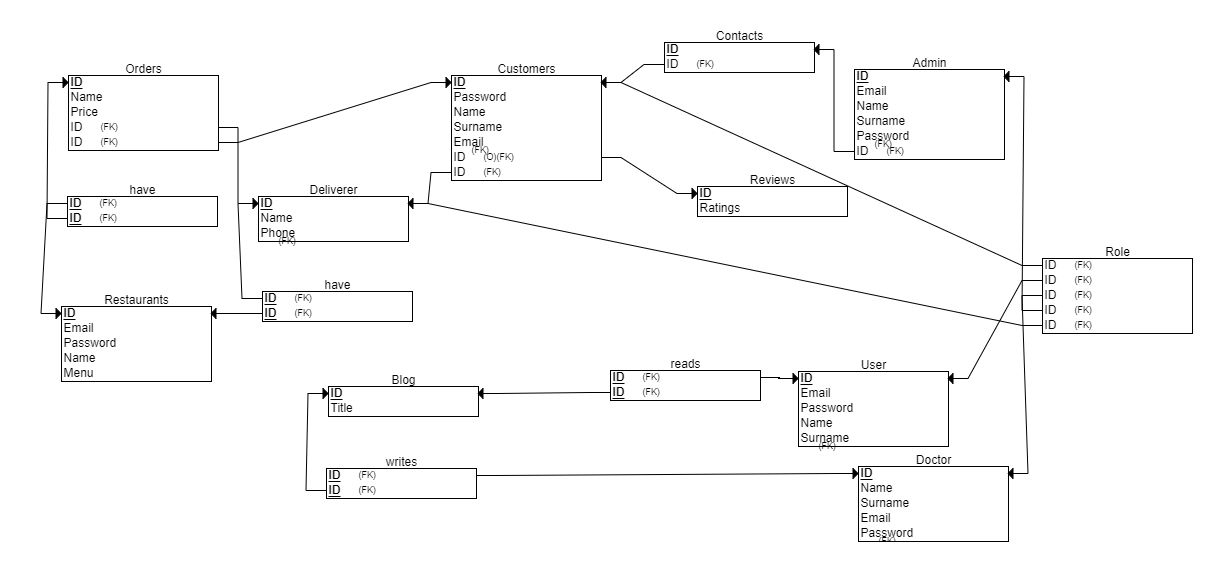 Contacts
ID
ID (FK)
Orders
ID
Name
Price
ID (FK)
ID (FK)
Customers
ID
Password
Name
Surname
Email
(FK)
ID (O)(FK)
ID (FK)
Admin
ID
Email
Name
Surname
Password
(FK)
ID (FK)
have
ID (FK)
ID (FK)
Deliverer
ID
Name
Phone
(FK)
Reviews
ID
Ratings
Role
ID (FK)
ID (FK)
ID (FK)
ID (FK)
ID (FK)
Restaurants
ID
Email
Password
Name
Menu
have
ID (FK)
ID (FK)
Blog
ID
Title
reads
ID (FK)
ID (FK)
User
ID
Email
Password
Name
Surname
(FK)
writes
ID (FK)
ID (FK)
Doctor
ID
Name
Surname
Email
Password
(FK)